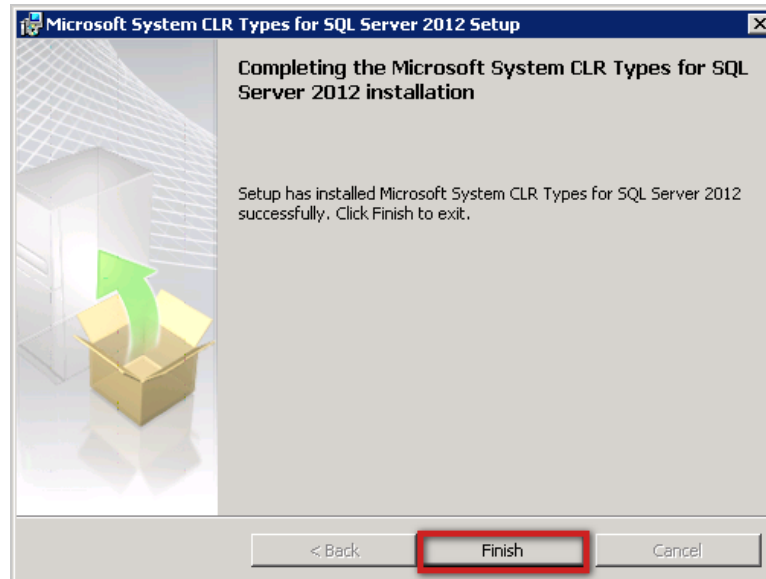 Microsoft System CLR Types for SQL Server 2012 Setup
Completing the Microsoft System CLR Types for SQL
Server 2012 installation
Setup has installed Microsoft System CLR Types for SQL Server 2012
successfully. Click Finish to exit.
< Back Finish Cancel